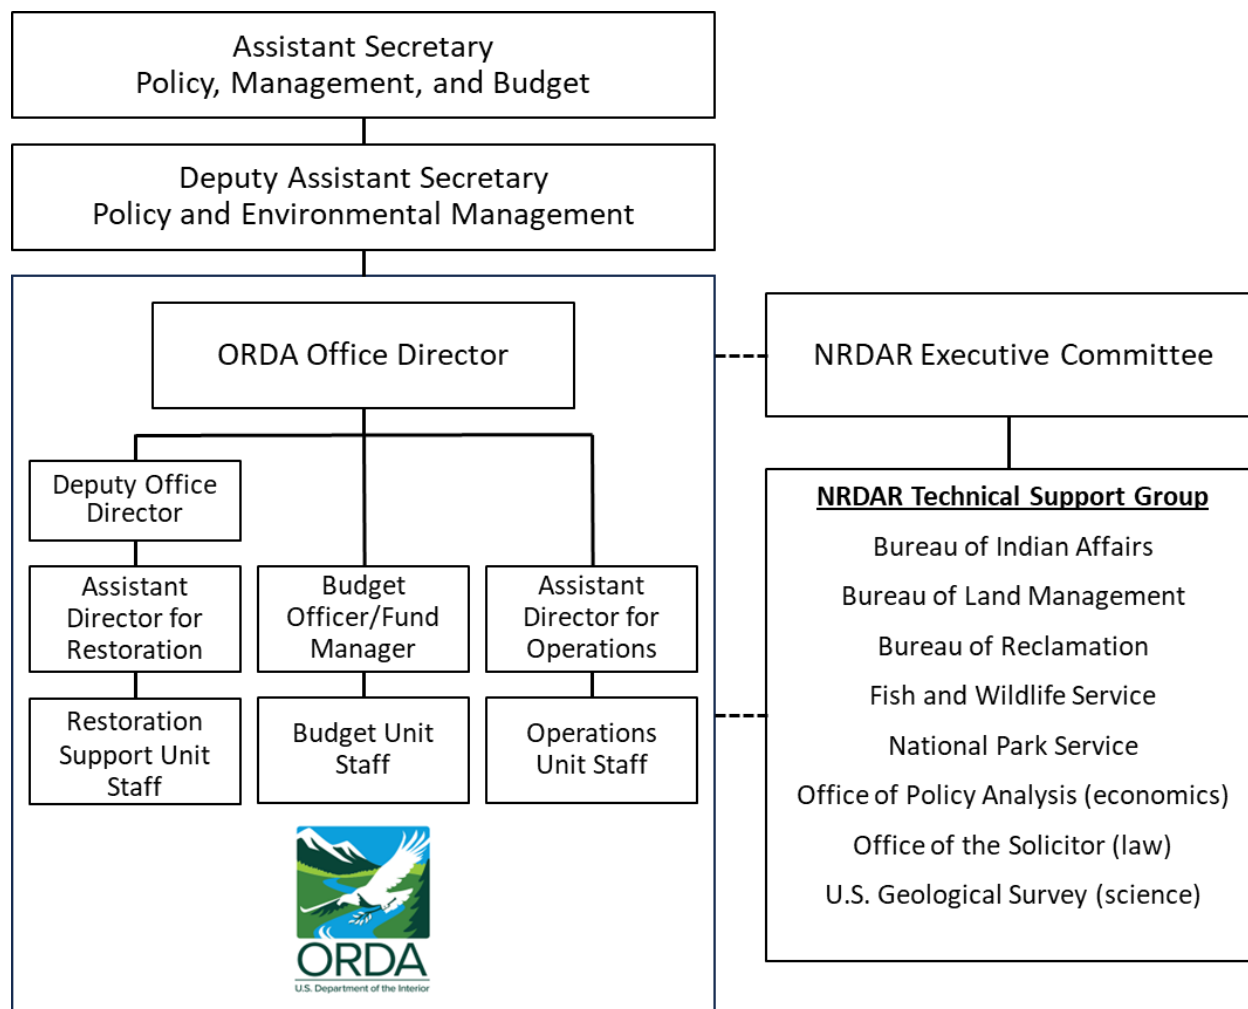 Assistant Secretary
Policy, Management, and Budget
Deputy Assistant Secretary
Policy and Environmental Management
ORDA Office Director
Deputy Office
Director
Assistant
Director for
Restoration
Restoration
Support Unit
Staff
Budget
Officer/Fund
Manager
Budget Unit
Staff
Assistant
Director for
Operations
Operations
Unit Staff
ORDA
U.S. Department of the Interior
NRDAR Executive Committee
NRDAR Technical Support Group
Bureau of Indian Affairs
Bureau of Land Management
Bureau of Reclamation
Fish and Wildlife Service
National Park Service
Office of Policy Analysis (economics)
Office of the Solicitor (law)
U.S. Geological Survey (science)